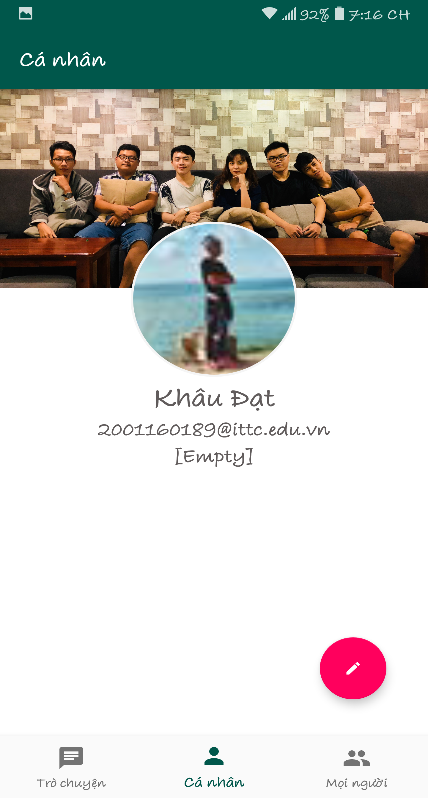 92% 7:16 CH
Cá nhân
Khâu Đạt
2001160189@ittc.edu.vn
[Empty]
Trò chuyện
Cá nhân
Mọi người